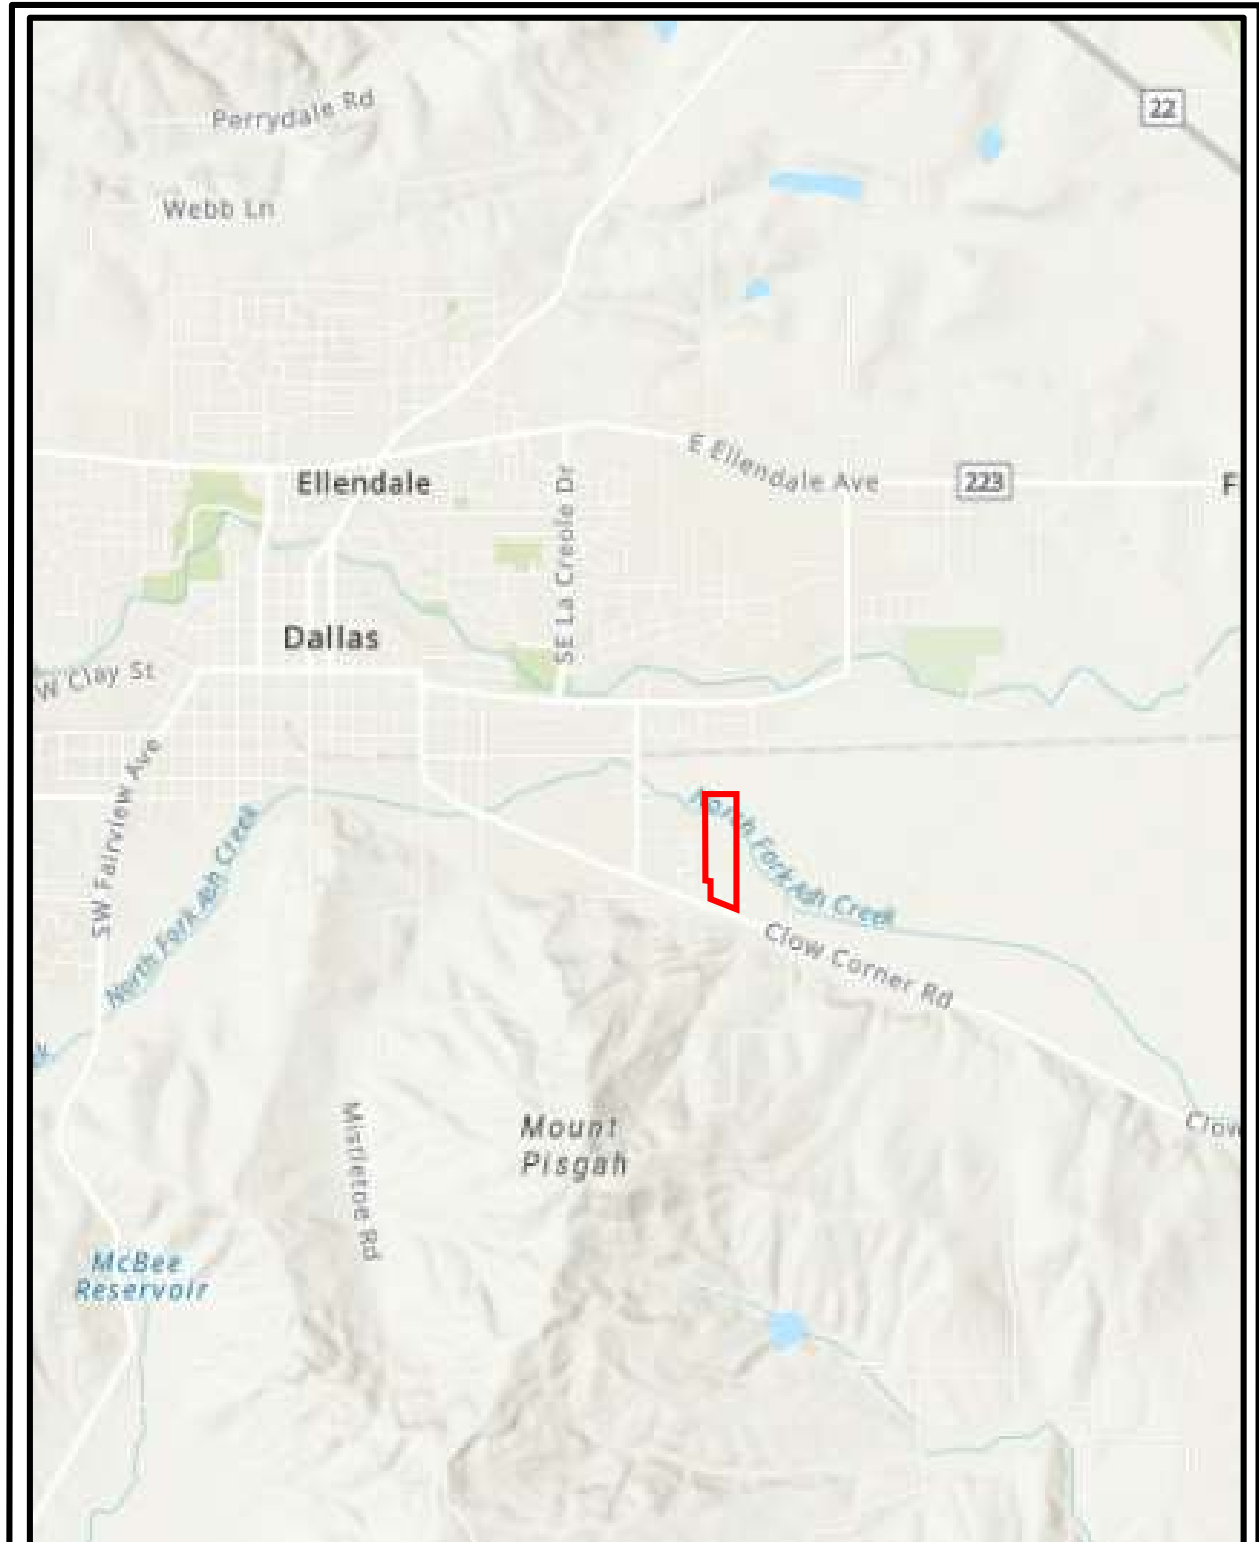 Perrydale Rd
22
Webb Ln
E Ellendale Ave
Ellendale
223
F
SE La Creole Dr
Dallas
W Clay St
SW Fairview Ave
North Fork Ash Creek
North Fork Ash Creek
Clow Corner Rd
k
Mount
Pisgah
Mistletoe Rd
Clow
McBee
Reservoir